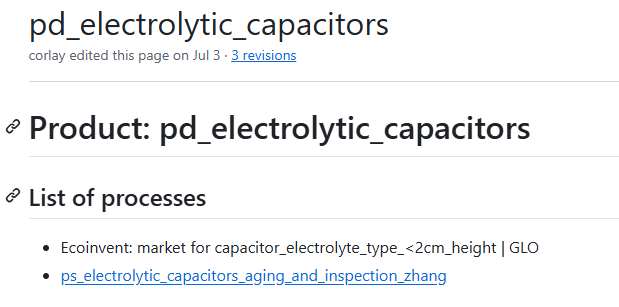 pd_electrolytic_capacitors
corlay edited this page on Jul 3 · 3 revisions
Product: pd_electrolytic_capacitors
List of processes
• Ecoinvent: market for capacitor_electrolyte_type_<2cm_height | GLO
• ps_electrolytic_capacitors_aging_and_inspection_zhang